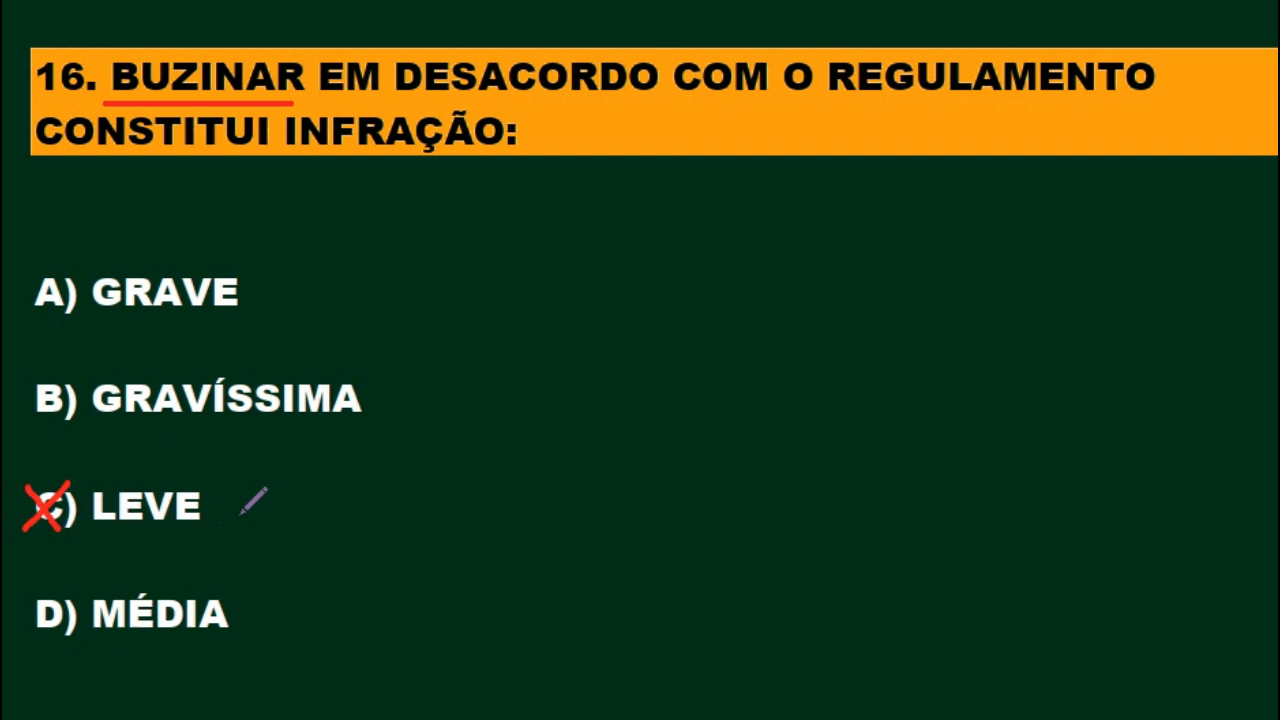 16. BUZINAR EM DESACORDO COM O REGULAMENTO
CONSTITUI INFRAÇÃO:
A) GRAVE
B) GRAVÍSSIMA
C) LEVE
D) MÉDIA